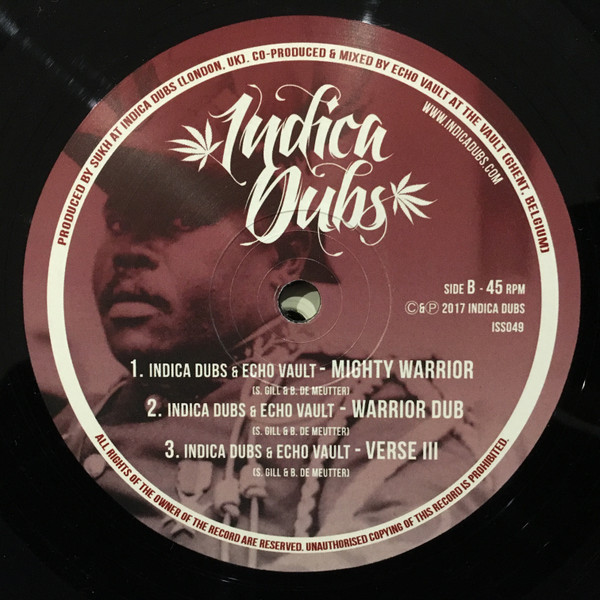 PRODUCED BY SUKH AT INDICA DUBS (LONDON, UK). CO-PRODUCED & MIXED BY ECHO VAULT AT THE VAULT (GHENT, BELGIUM)
WWW.INDICADUBS.COM
Indica
Dubs
SIDE B - 45 RPM
©&℗ 2017 INDICA DUBS
ISS049
1. INDICA DUBS & ECHO VAULT - MIGHTY WARRIOR
(S. GILL & B. DE MEUTTER)
2. INDICA DUBS & ECHO VAULT - WARRIOR DUB
(S. GILL & B. DE MEUTTER)
3. INDICA DUBS & ECHO VAULT - VERSE III
(S. GILL & B. DE MEUTTER)
ALL RIGHTS OF THE OWNER OF THE RECORD ARE RESERVED. UNAUTHORISED COPYING OF THIS RECORD IS PROHIBITED.